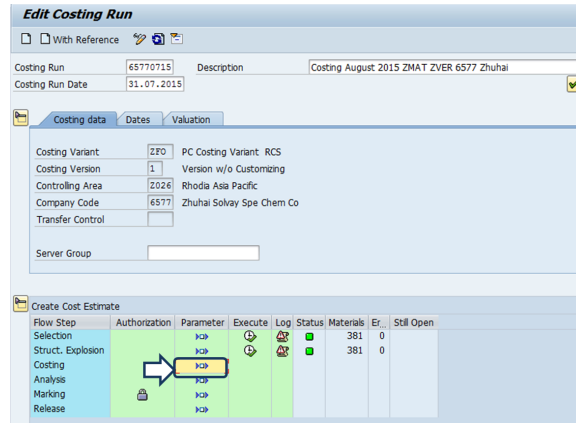 Edit Costing Run
With Reference
Costing Run 65770715 Description Costing August 2015 ZMAT ZVER 6577 Zhuhai
Costing Run Date 31.07.2015
Costing data Dates Valuation
Costing Variant ZFO PC Costing Variant RCS
Costing Version 1 Version w/o Customizing
Controlling Area Z026 Rhodia Asia Pacific
Company Code 6577 Zhuhai Solvay Spe Chem Co
Transfer Control
Server Group
Create Cost Estimate
Flow Step Authorization Parameter Execute Log Status Materials Er... Still Open
Selection 381 0
Struct. Explosion 381 0
Costing
Analysis
Marking
Release